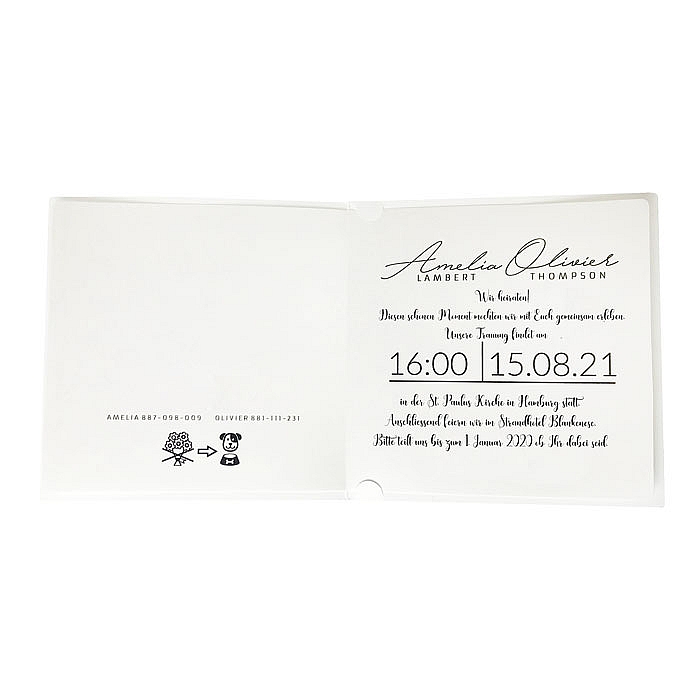 AMELIA 887-098-009 OLIVIER 881-111-231
Amelia Olivier
LAMBERT THOMPSON
Wir heiraten!
Diesen schönen Moment möchten wir mit Euch gemeinsam erleben.
Unsere Trauung findet am .
16:00 15.08.21
in der St. Paulus Kirche in Hamburg statt.
Anschliessend feiern wir im Strandhotel Blankenese.
Bitte teilt uns bis zum 1. Januar 2020 ob Ihr dabei seid.